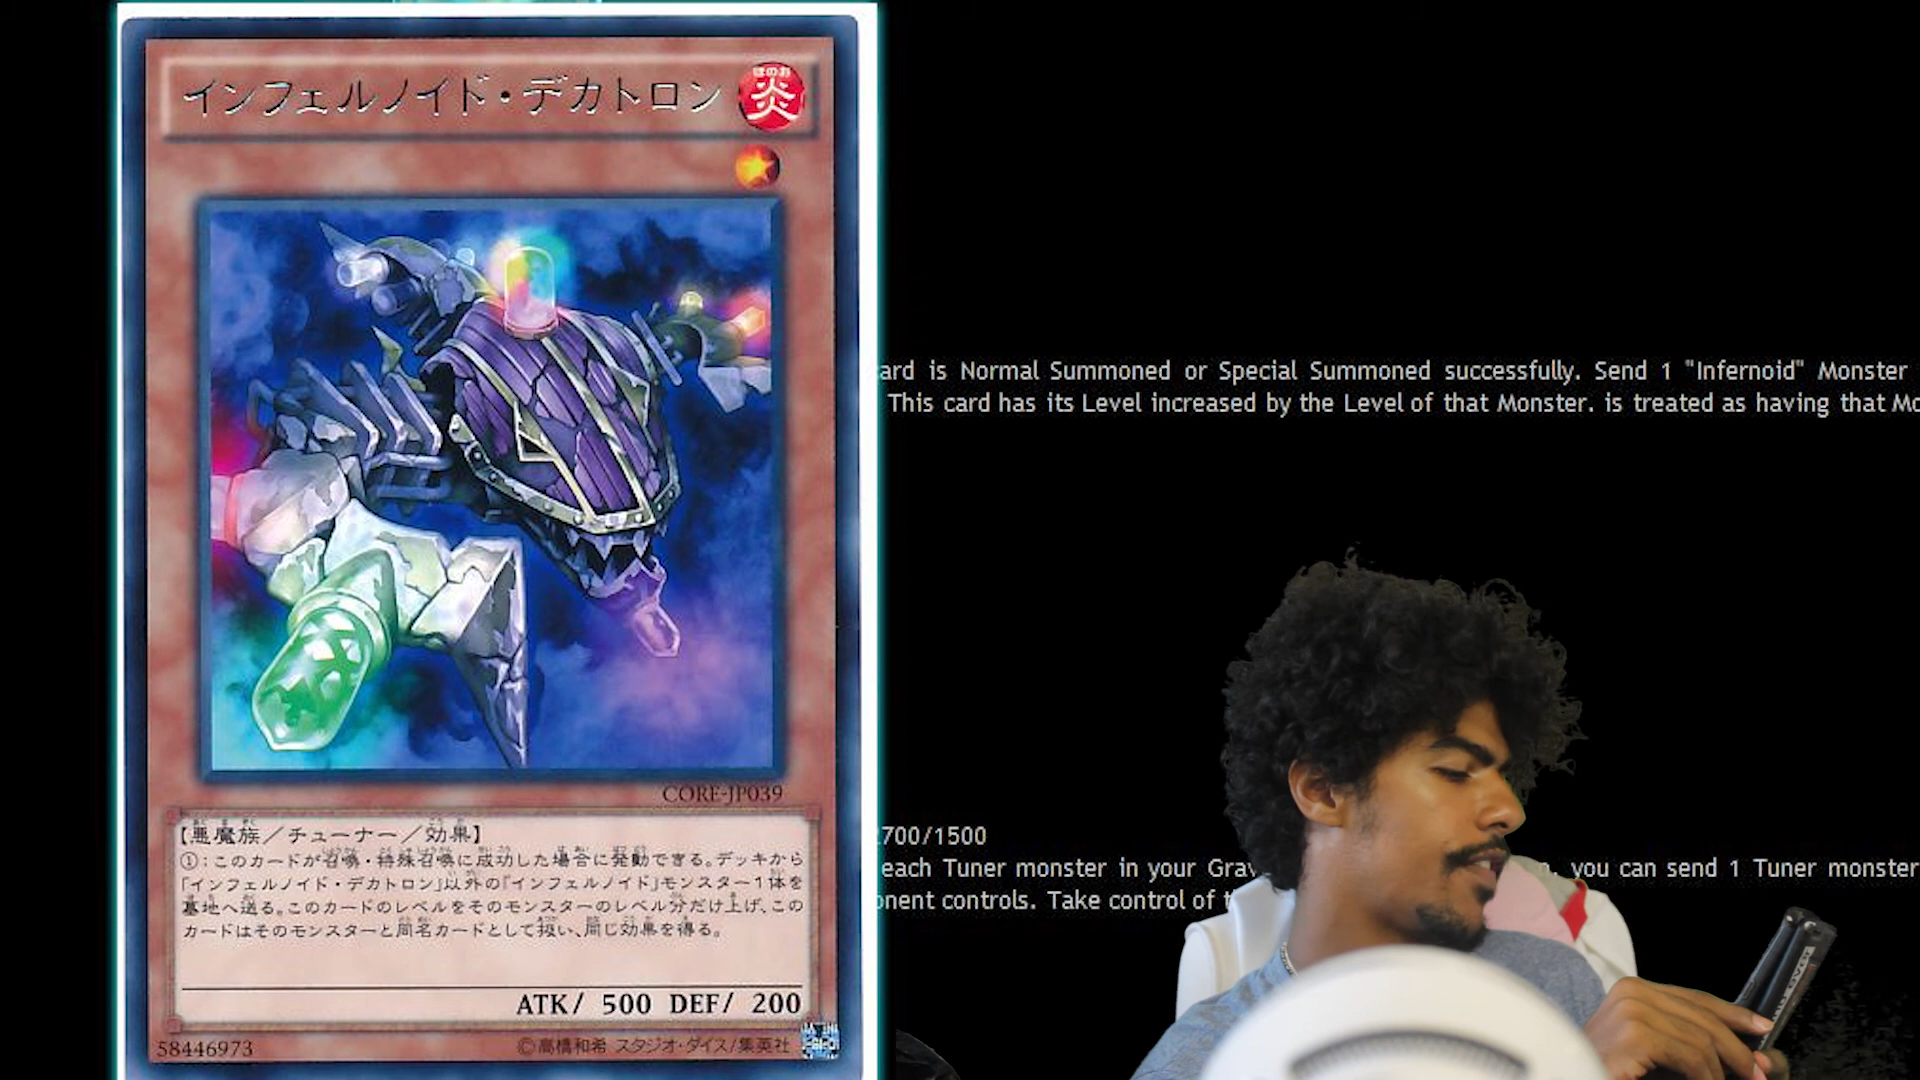 インフェルノイド・デカトロン
ほのお
炎
CORE-JP039
【悪魔族／チューナー／効果】
①：このカードが召喚・特殊召喚に成功した場合に発動できる。デッキから
「インフェルノイド・デカトロン」以外の「インフェルノイド」モンスター１体を
墓地へ送る。このカードのレベルをそのモンスターのレベル分だけ上げ、この
カードはそのモンスターと同名カードとして扱い、同じ効果を得る。
ATK/ 500 DEF/ 200
58446973
©高橋和希 スタジオ・ダイス/集英社
is Normal Summoned or Special Summoned successfully. Send 1 "Infernoid" Monster
This card has its Level increased by the Level of that Monster. is treated as having that
2700/1500
each Tuner monster in your
you can send 1 Tuner monster
controls. Take control of